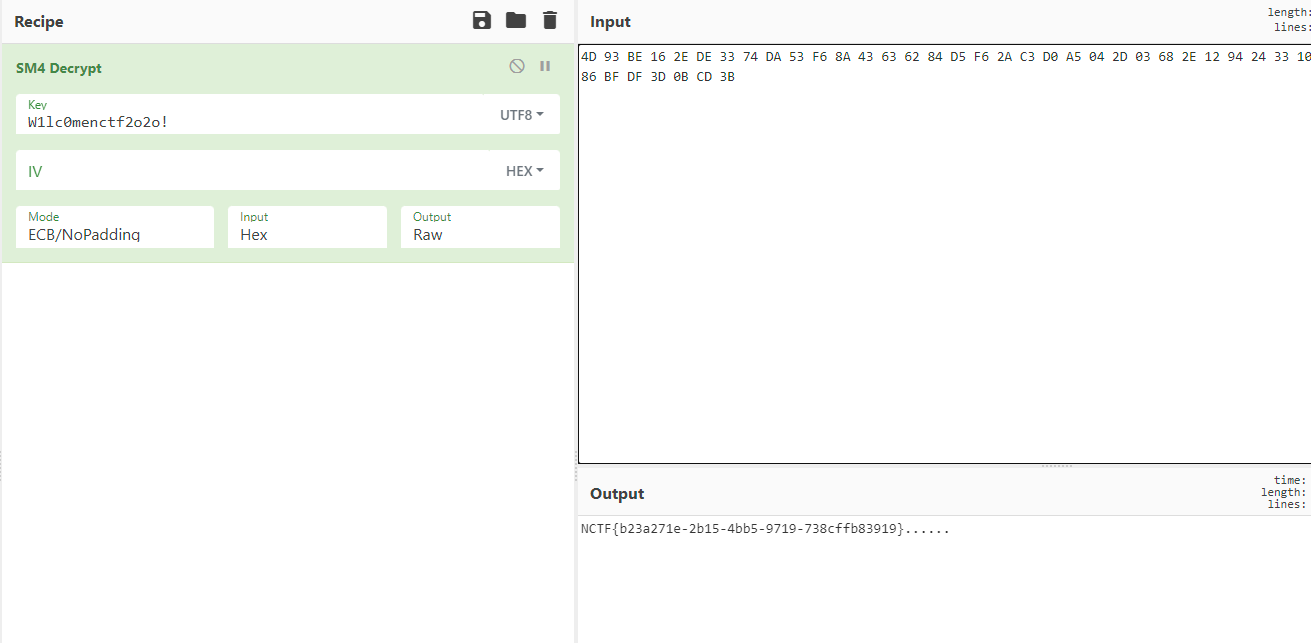 Recipe
SM4 Decrypt
Key
W1lc0menctf2o2o!
UTF8
IV
HEX
Mode
ECB/NoPadding
Input
Hex
Output
Raw
Input
length:
lines:
4D 93 BE 16 2E DE 33 74 DA 53 F6 8A 43 63 62 84 D5 F6 2A C3 D0 A5 04 2D 03 68 2E 12 94 24 33 10
86 BF DF 3D 0B CD 3B
Output
time:
length:
lines:
NCTF{b23a271e-2b15-4bb5-9719-738cffb83919}......